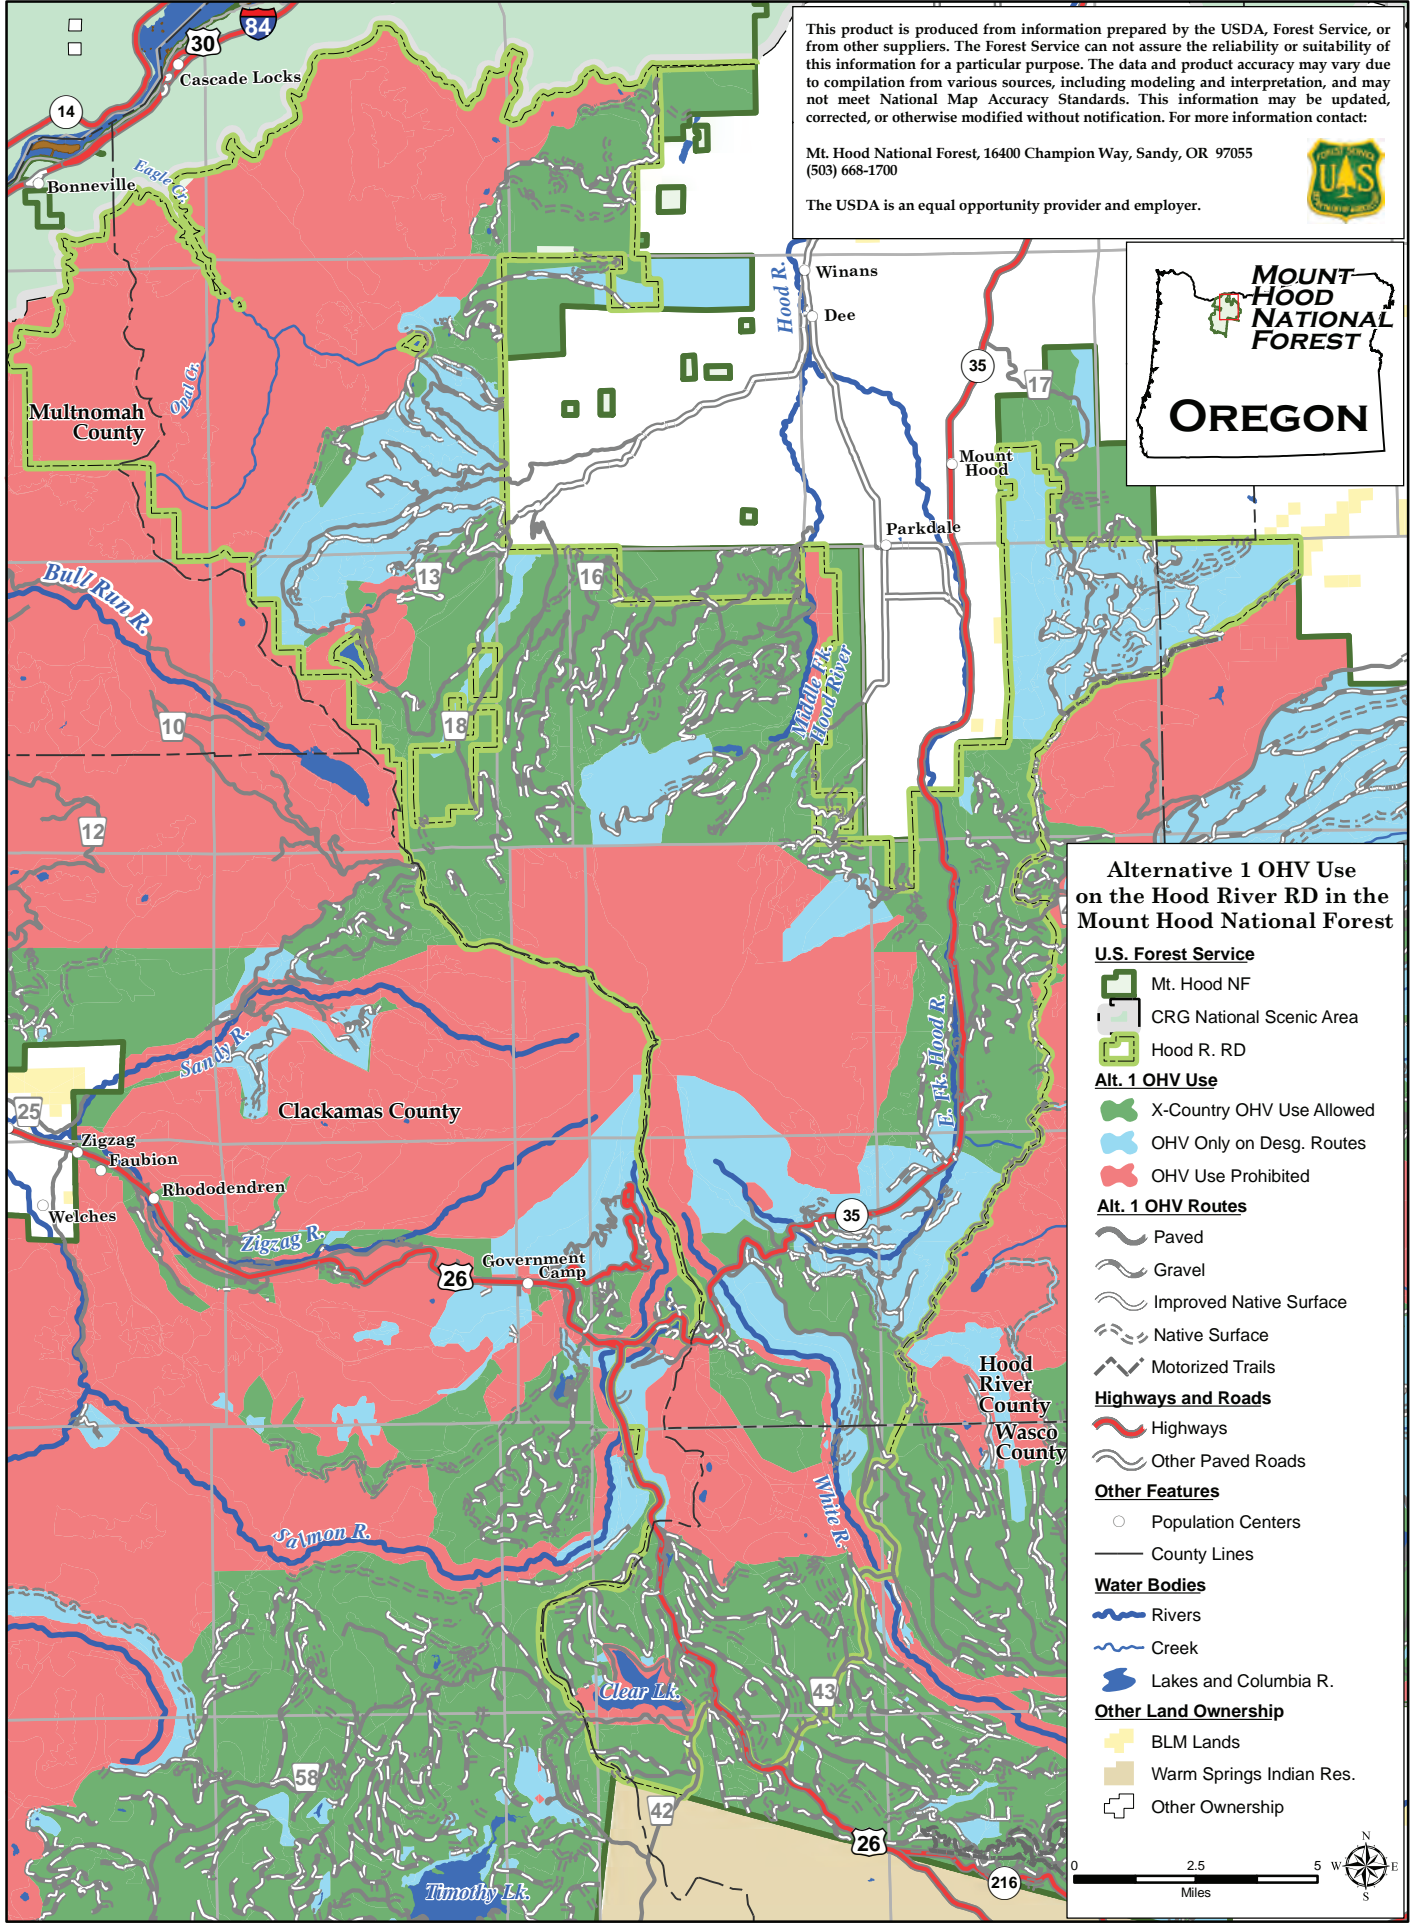 This product is produced from information prepared by the USDA, Forest Service, or
from other suppliers. The Forest Service can not assure the reliability or suitability of
this information for a particular purpose. The data and product accuracy may vary due
to compilation from various sources, including modeling and interpretation, and may
not meet National Map Accuracy Standards. This information may be updated,
corrected, or otherwise modified without notification. For more information contact:
Mt. Hood National Forest, 16400 Champion Way, Sandy, OR 97055
(503) 668-1700
The USDA is an equal opportunity provider and employer.
FOREST SERVICE
U S
DEPARTMENT OF AGRICULTURE
MOUNT
HOOD
NATIONAL
FOREST
OREGON
84
30
Cascade Locks
14
Bonneville
Eagle Cr.
Winans
Hood R.
Dee
35
17
Opal Cr.
Multnomah
County
Mount
Hood
Parkdale
Bull Run R.
13
16
Middle Fk.
Hood River
10
18
12
Sandy R.
E. Fk. Hood R.
25
Clackamas County
Zigzag
Faubion
Rhododendren
Welches
Zigzag R.
35
Government
Camp
26
Hood
River
County
Wasco
County
White R.
Salmon R.
Clear Lk.
43
58
42
26
216
Timothy Lk.
Alternative 1 OHV Use
on the Hood River RD in the
Mount Hood National Forest
U.S. Forest Service
Mt. Hood NF
CRG National Scenic Area
Hood R. RD
Alt. 1 OHV Use
X-Country OHV Use Allowed
OHV Only on Desg. Routes
OHV Use Prohibited
Alt. 1 OHV Routes
Paved
Gravel
Improved Native Surface
Native Surface
Motorized Trails
Highways and Roads
Highways
Other Paved Roads
Other Features
Population Centers
County Lines
Water Bodies
Rivers
Creek
Lakes and Columbia R.
Other Land Ownership
BLM Lands
Warm Springs Indian Res.
Other Ownership
0 2.5 5
Miles
N
W E
S